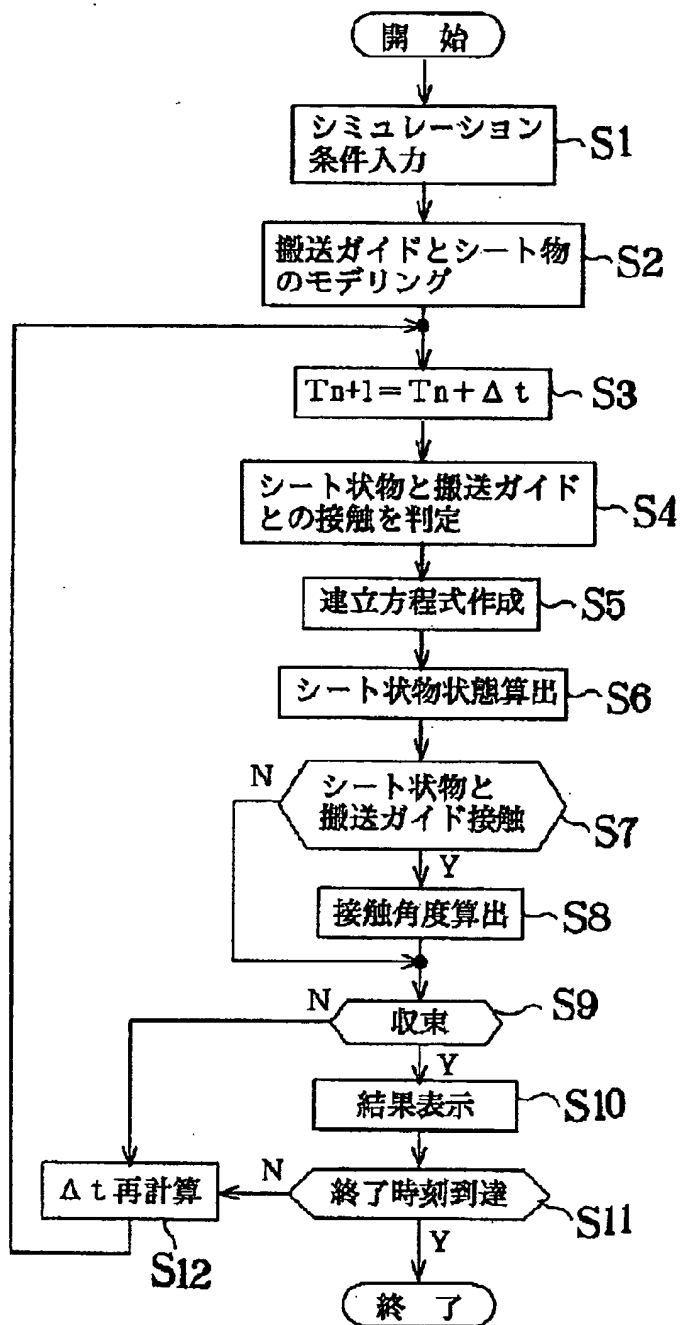 開 始
シミュレーション
条件入力
S1
搬送ガイドとシート物
のモデリング
S2
Tn+1=Tn+Δt
S3
シート状物と搬送ガイド
との接触を判定
S4
連立方程式作成
S5
シート状物状態算出
S6
N
シート状物と
搬送ガイド接触
S7
Y
接触角度算出
S8
N
収束
S9
Y
結果表示
S10
Δt再計算
S12
N
終了時刻到達
S11
Y
終 了